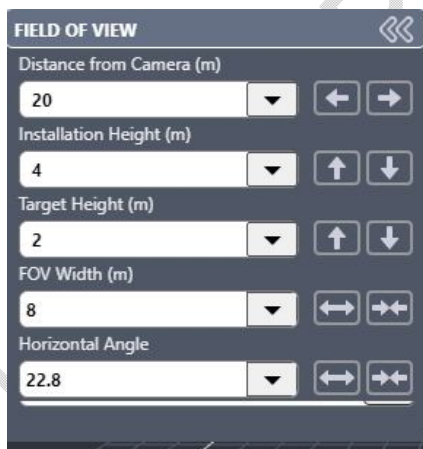 FIELD OF VIEW
Distance from Camera (m)
20
Installation Height (m)
4
Target Height (m)
2
FOV Width (m)
8
Horizontal Angle
22.8